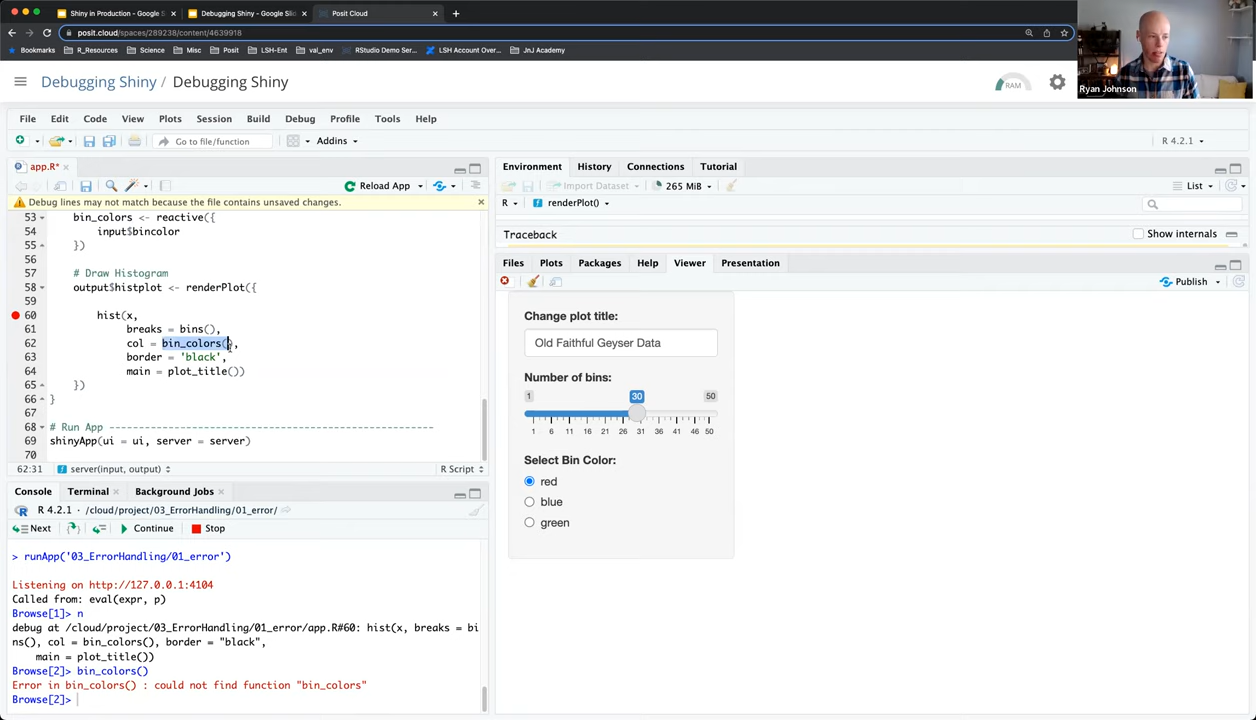 Shiny in Production - Google S
Debugging Shiny - Google Slid
Posit Cloud
posit.cloud/spaces/289238/content/4639918
Bookmarks
R_Resources
Science
Misc
Posit
LSH-Ent
val_env
RStudio Demo Ser...
LSH Account Over...
JnJ Academy
Ryan Johnson
Debugging Shiny / Debugging Shiny
RAM
File Edit Code View Plots Session Build Debug Profile Tools Help
Go to file/function
Addins
R 4.2.1
app.R*
Reload App
Debug lines may not match because the file contains unsaved changes.
53 bin_colors <- reactive({
54 input$bincolor
55 })
56
57 # Draw Histogram
58 output$histplot <- renderPlot({
59
60 hist(x,
61 breaks = bins(),
62 col = bin_colors(),
63 border = 'black',
64 main = plot_title())
65 })
66 }
67
68 # Run App ----------------------------------------------------
69 shinyApp(ui = ui, server = server)
70
62:31 server(input, output) R Script
Console Terminal Background Jobs
R 4.2.1 · /cloud/project/03_ErrorHandling/01_error/
Next Continue Stop
> runApp('03_ErrorHandling/01_error')
Listening on http://127.0.0.1:4104
Called from: eval(expr, p)
Browse[1]> n
debug at /cloud/project/03_ErrorHandling/01_error/app.R#60: hist(x, breaks = bi
ns(), col = bin_colors(), border = "black",
main = plot_title())
Browse[2]> bin_colors()
Error in bin_colors() : could not find function "bin_colors"
Browse[2]>
Environment History Connections Tutorial
Import Dataset
265 MiB
List
R
renderPlot()
Traceback
Show internals
Files Plots Packages Help Viewer Presentation
Publish
Change plot title:
Old Faithful Geyser Data
Number of bins:
1 30 50
1 6 11 16 21 26 31 36 41 46 50
Select Bin Color:
red
blue
green